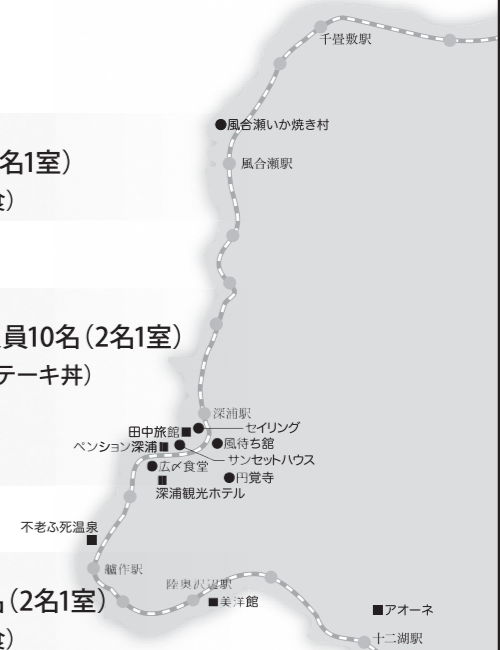 千畳敷駅
●風合瀬いか焼き村
風合瀬駅
名1室）
食）
員10名（2名1室）
テーキ丼）
深浦駅
田中旅館■
セイリング
ペンション深浦■
●風待ち舘
サンセットハウス
●広〆食堂
●円覚寺
深浦観光ホテル
不老ふ死温泉
艫作駅
陸奥沢辺駅
（2名1室）
■美洋館
■アオーネ
十二湖駅
食）